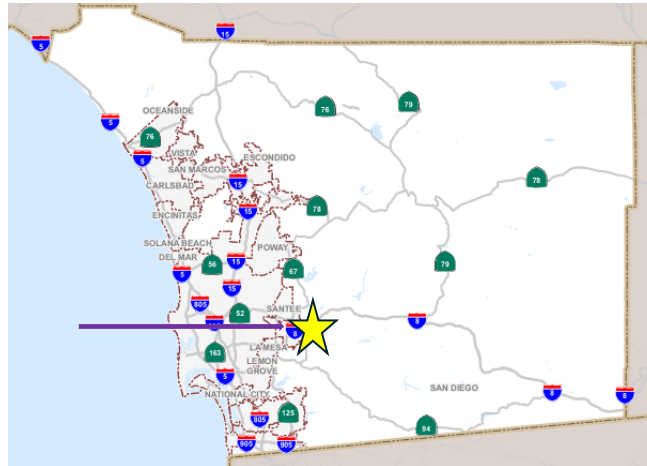 15
5
79
76
5
OCEANSIDE
76
VISTA
5
ESCONDIDO
SAN MARCOS
78
CARLSBAD
15
78
15
ENCINITAS
SOLANA BEACH
POWAY
DEL MAR
56
15
79
5
67
15
805
SANTEE
52
8
8
LA MESA
163
LEMON
GROVE
5
SAN DIEGO
NATIONAL CITY
8
8
125
805
94
905
905